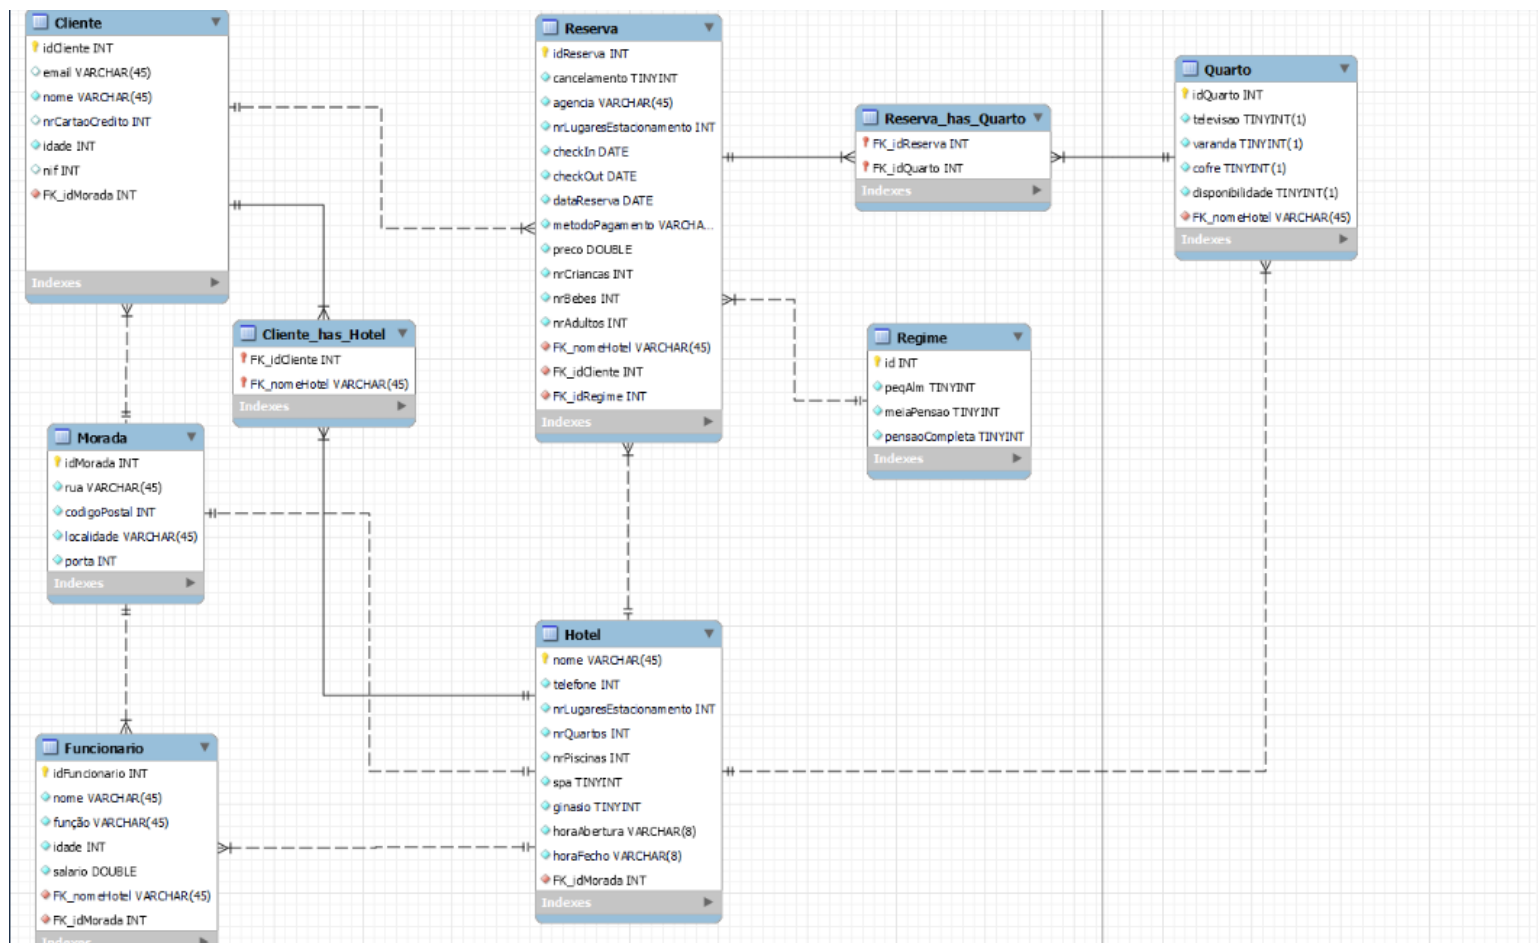 Cliente
idCliente INT
email VARCHAR(45)
nome VARCHAR(45)
nrCartaoCredito INT
idade INT
nif INT
FK_idMorada INT
Indexes
Reserva
idReserva INT
cancelamento TINYINT
agencia VARCHAR(45)
nrLugaresEstacionamento INT
checkIn DATE
checkOut DATE
dataReserva DATE
metodoPagamento VARCHA...
preco DOUBLE
nrCriancas INT
nrBebes INT
nrAdultos INT
FK_nomeHotel VARCHAR(45)
FK_idCliente INT
FK_idRegime INT
Indexes
Reserva_has_Quarto
FK_idReserva INT
FK_idQuarto INT
Indexes
Quarto
idQuarto INT
televisao TINYINT(1)
varanda TINYINT(1)
cofre TINYINT(1)
disponibilidade TINYINT(1)
FK_nomeHotel VARCHAR(45)
Indexes
Cliente_has_Hotel
FK_idCliente INT
FK_nomeHotel VARCHAR(45)
Indexes
Regime
id INT
peqAlm TINYINT
meiaPensao TINYINT
pensaoCompleta TINYINT
Indexes
Morada
idMorada INT
rua VARCHAR(45)
codigoPostal INT
localidade VARCHAR(45)
porta INT
Indexes
Hotel
nome VARCHAR(45)
telefone INT
nrLugaresEstacionamento INT
nrQuartos INT
nrPiscinas INT
spa TINYINT
ginasio TINYINT
horaAbertura VARCHAR(8)
horaFecho VARCHAR(8)
FK_idMorada INT
Indexes
Funcionario
idFuncionario INT
nome VARCHAR(45)
função VARCHAR(45)
idade INT
salario DOUBLE
FK_nomeHotel VARCHAR(45)
FK_idMorada INT
Indexes